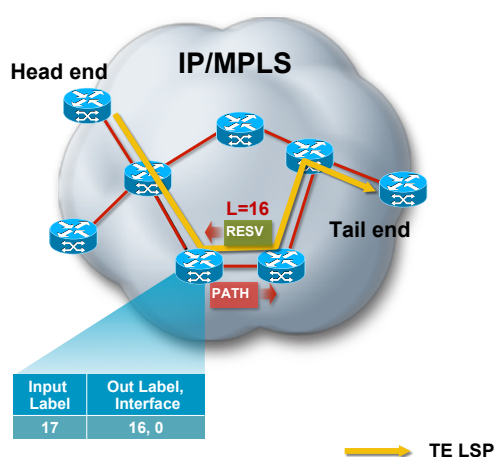 IP/MPLS
Head end
L=16
RESV
Tail end
PATH
Input Label
Out Label, Interface
17
16, 0
TE LSP